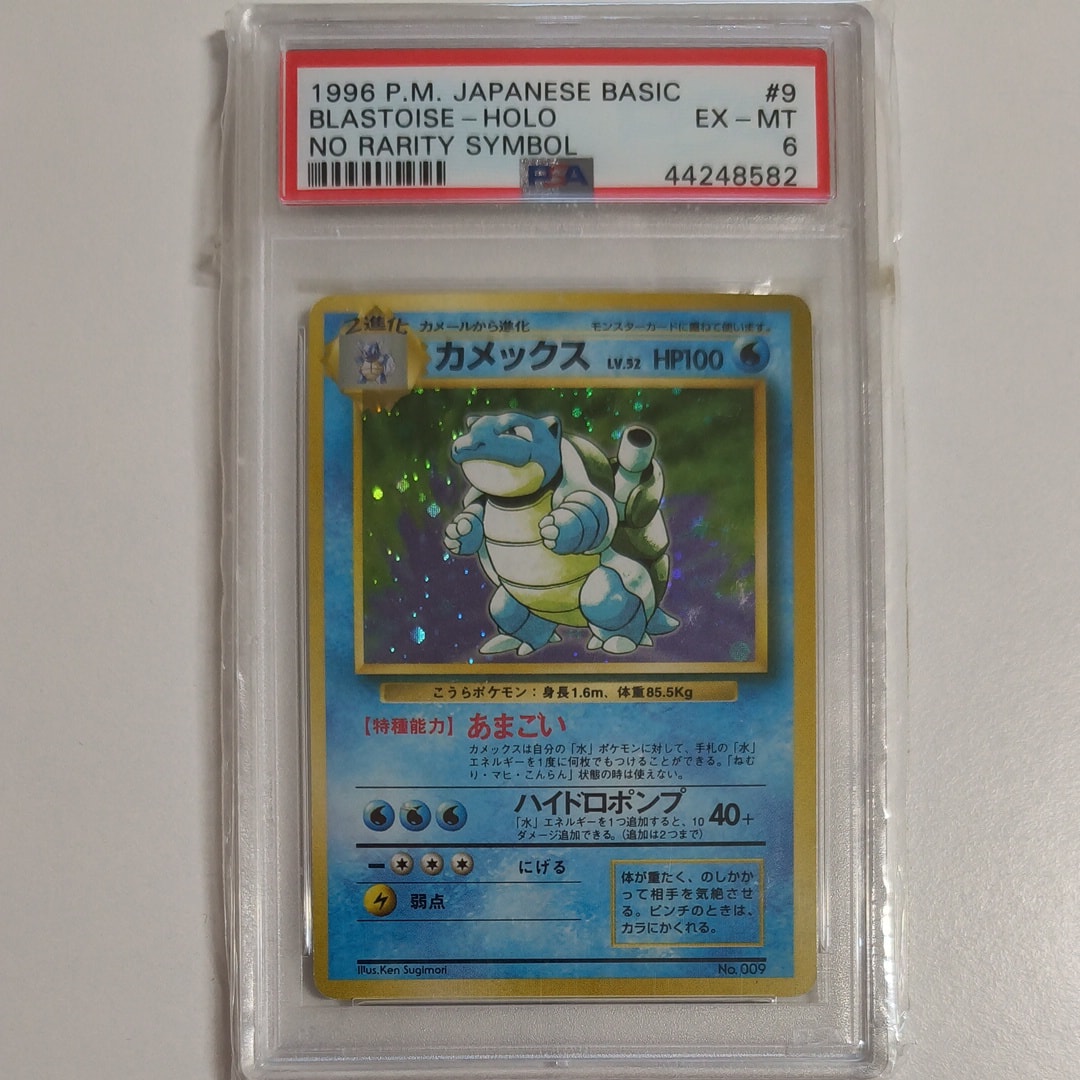 1996 P.M. JAPANESE BASIC #9
BLASTOISE-HOLO EX-MT
NO RARITY SYMBOL 6
PSA 44248582
2進化 カメールから進化 モンスターカードに重ねて使います。
カメックス LV.52 HP100
こうらポケモン：身長1.6m、体重85.5Kg
【特種能力】あまごい
カメックスは自分の「水」ポケモンに対して、手札の「水」
エネルギーを1度に何枚でもつけることができる。「ねむ
り・マヒ・こんらん」状態の時は使えない。
ハイドロポンプ 40+
「水」エネルギーを1つ追加すると、10
ダメージ追加できる。（追加は2つまで）
にげる
弱点
体が重たく、のしかか
って相手を気絶させ
る。ピンチのときは、
カラにかくれる。
Illus.Ken Sugimori No. 009